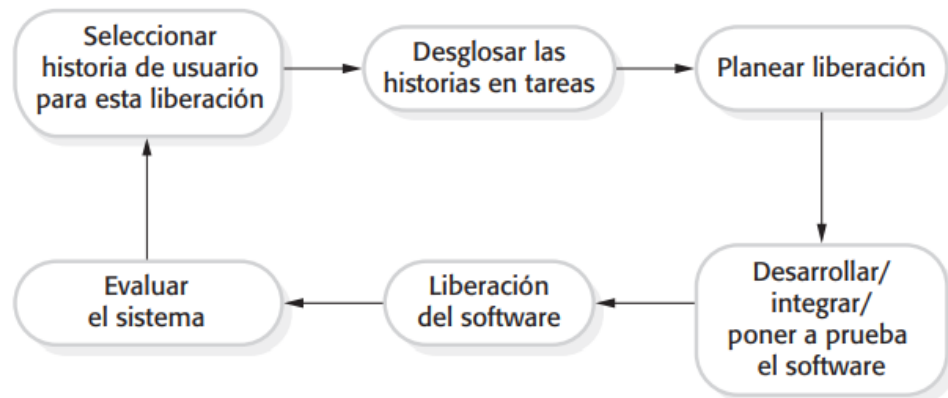 Seleccionar
historia de usuario
para esta liberación
Desglosar las
historias en tareas
Planear liberación
Desarrollar/
integrar/
poner a prueba
el software
Liberación
del software
Evaluar
el sistema